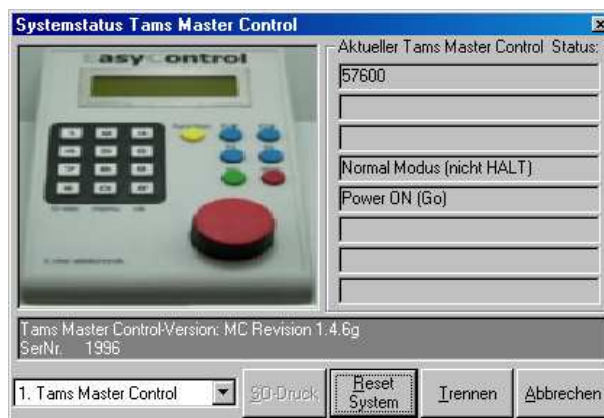 Systemstatus Tams Master Control
EasyControl
Aktueller Tams Master Control Status:
57600
Normal Modus (nicht HALT)
Power ON (Go)
Tams Master Control-Version: MC Revision 1.4.6g
SerNr. 1996
1. Tams Master Control
SO-Druck
Reset System
Trennen
Abbrechen